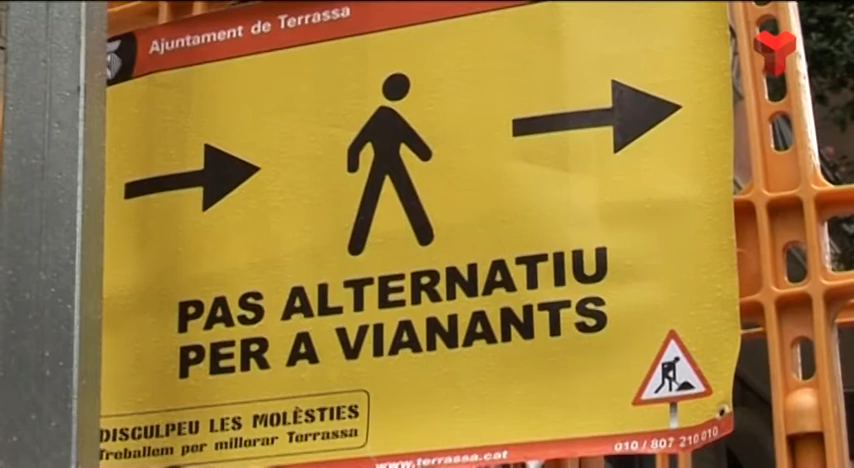 Ajuntament de Terrassa
PAS ALTERNATIU
PER A VIANANTS
DISCULPEU LES MOLÈSTIES
Treballem per millorar Terrassa
www.terrassa.cat
010 / 807 210 010